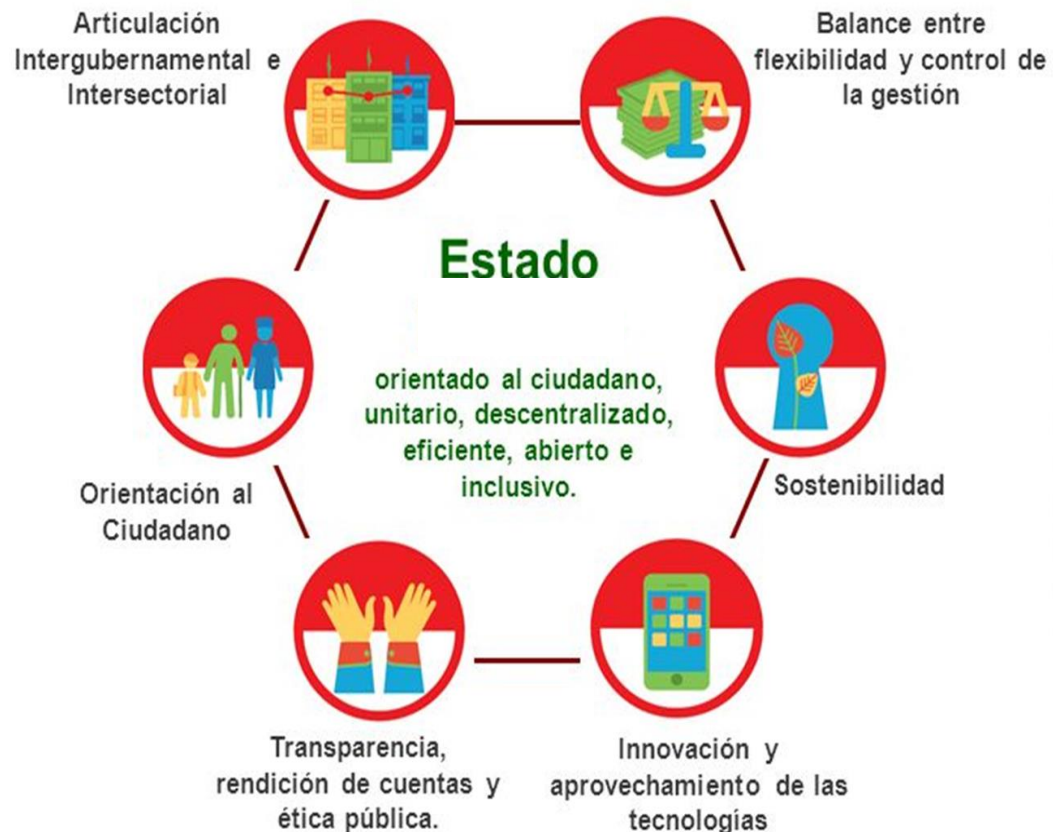 Articulación
Intergubernamental e
Intersectorial
Balance entre
flexibilidad y control de
la gestión
Estado
orientado al ciudadano,
unitario, descentralizado,
eficiente, abierto e
inclusivo.
Orientación al
Ciudadano
Sostenibilidad
Transparencia,
rendición de cuentas y
ética pública.
Innovación y
aprovechamiento de las
tecnologías